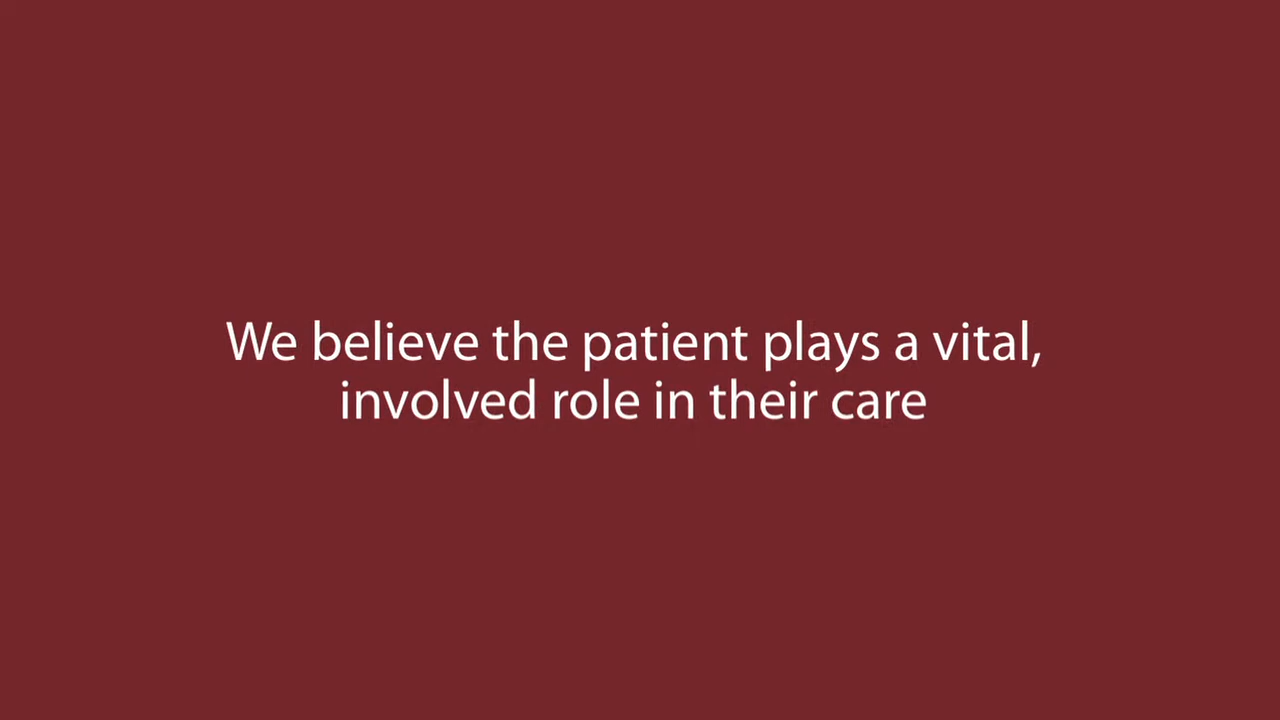 We believe the patient plays a vital,
involved role in their care